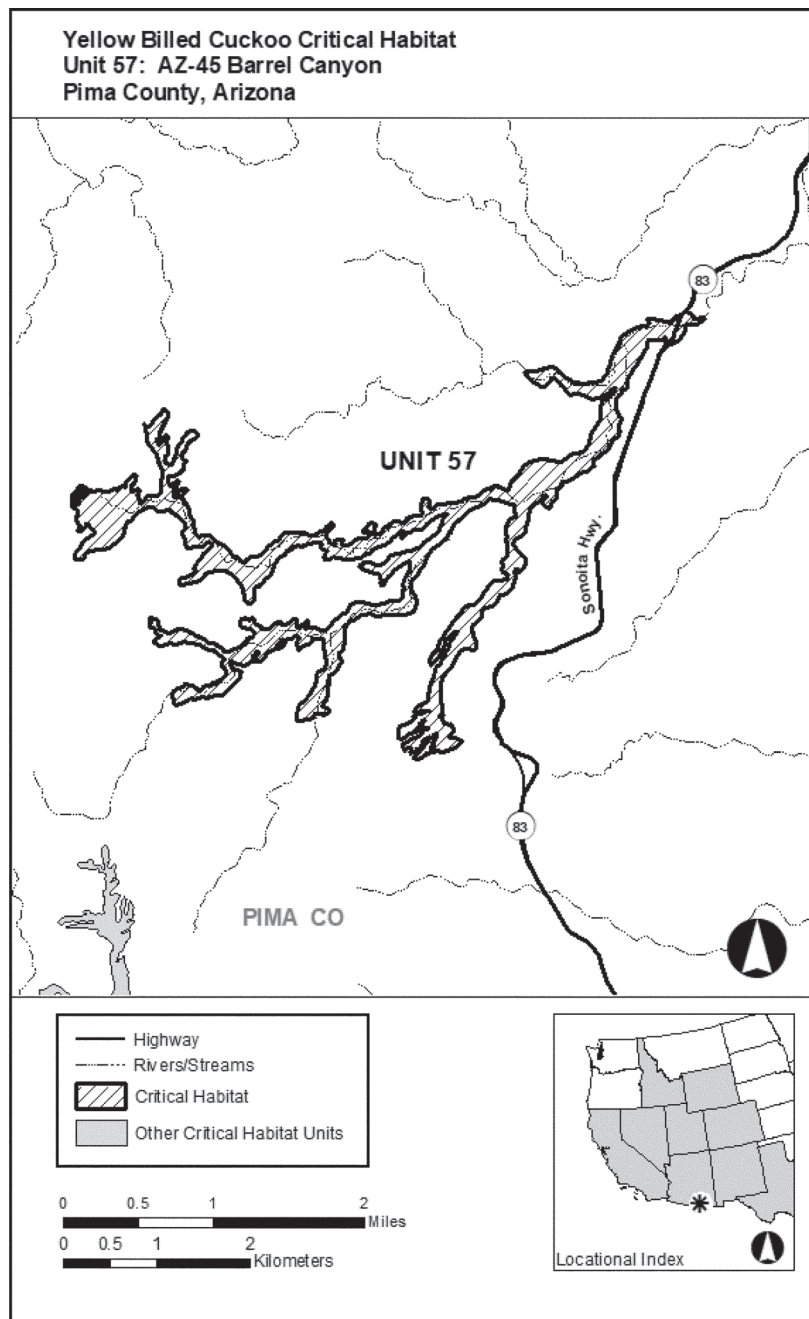 Yellow Billed Cuckoo Critical Habitat
Unit 57: AZ-45 Barrel Canyon
Pima County, Arizona
83
UNIT 57
Sonoita Hwy.
83
PIMA CO
Highway
Rivers/Streams
Critical Habitat
Other Critical Habitat Units
0 0.5 1 2
Miles
0 0.5 1 2
Kilometers
Locational Index